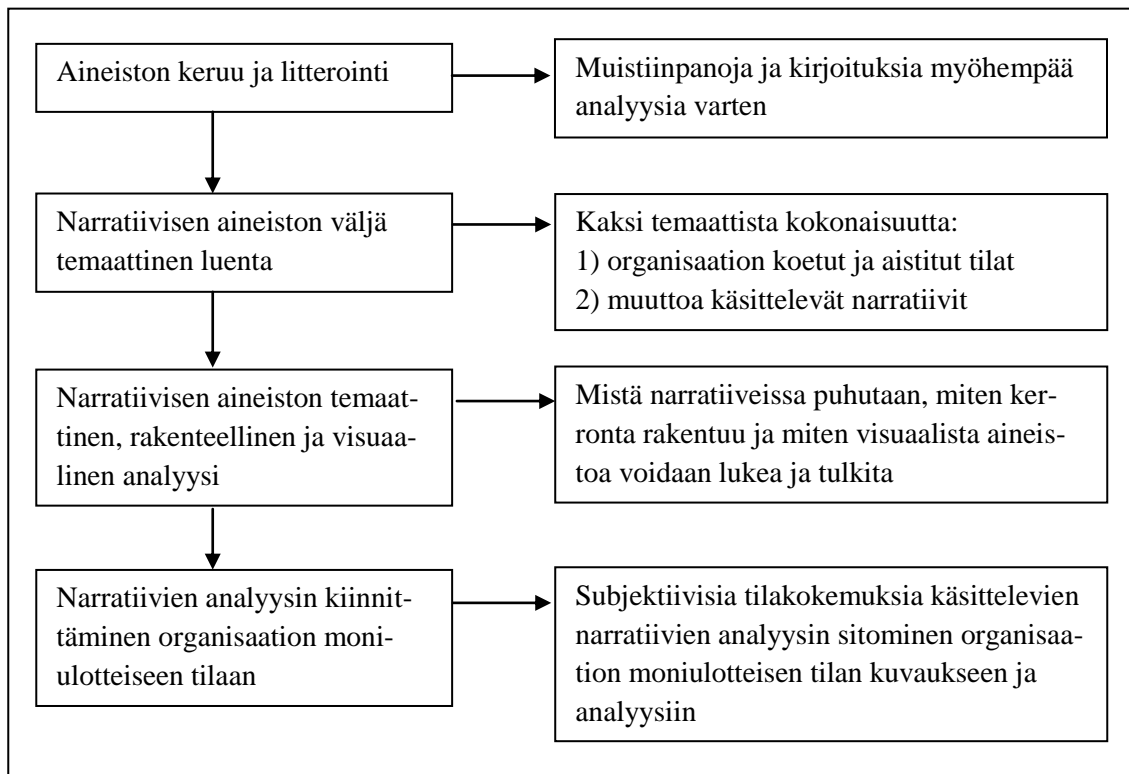 Aineiston keruu ja litterointi
Muistiinpanoja ja kirjoituksia myöhempää
analyysia varten
Narratiivisen aineiston väljä
temaattinen luenta
Kaksi temaattista kokonaisuutta:
1) organisaation koetut ja aistitut tilat
2) muuttoa käsittelevät narratiivit
Narratiivisen aineiston temaat-
tinen, rakenteellinen ja visuaa-
linen analyysi
Mistä narratiiveissa puhutaan, miten ker-
ronta rakentuu ja miten visuaalista aineis-
toa voidaan lukea ja tulkita
Narratiivien analyysin kiinnit-
täminen organisaation moni-
ulotteiseen tilaan
Subjektiivisia tilakokemuksia käsittelevien
narratiivien analyysin sitominen organisaa-
tion moniulotteisen tilan kuvaukseen ja
analyysiin